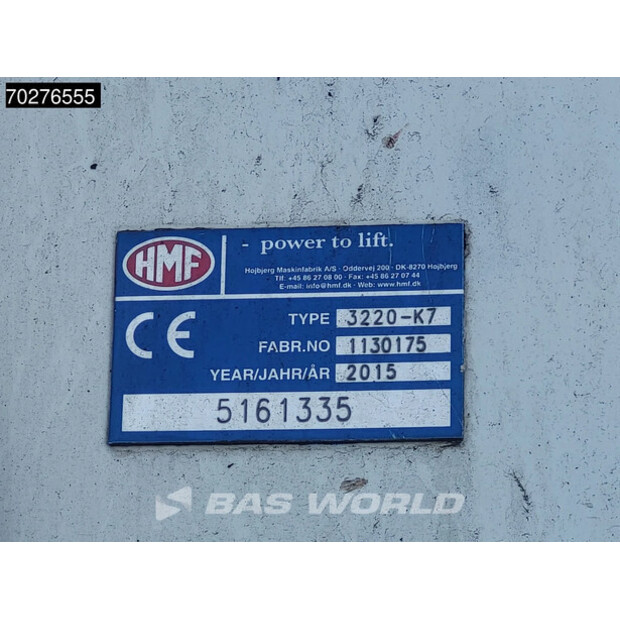 70276555
HMF
- power to lift.
Højbjerg Maskinfabrik A/S · Oddervej 200 · DK-8270 Højbjerg
Tlf: +45 86 27 08 00 · Fax: +45 86 27 07 44
E-mail: info@hmf.dk · Web: www.hmf.dk
CE
TYPE 3220-K7
FABR.NO 1130175
YEAR/JAHR/ÅR 2015
5161335
BAS WORLD